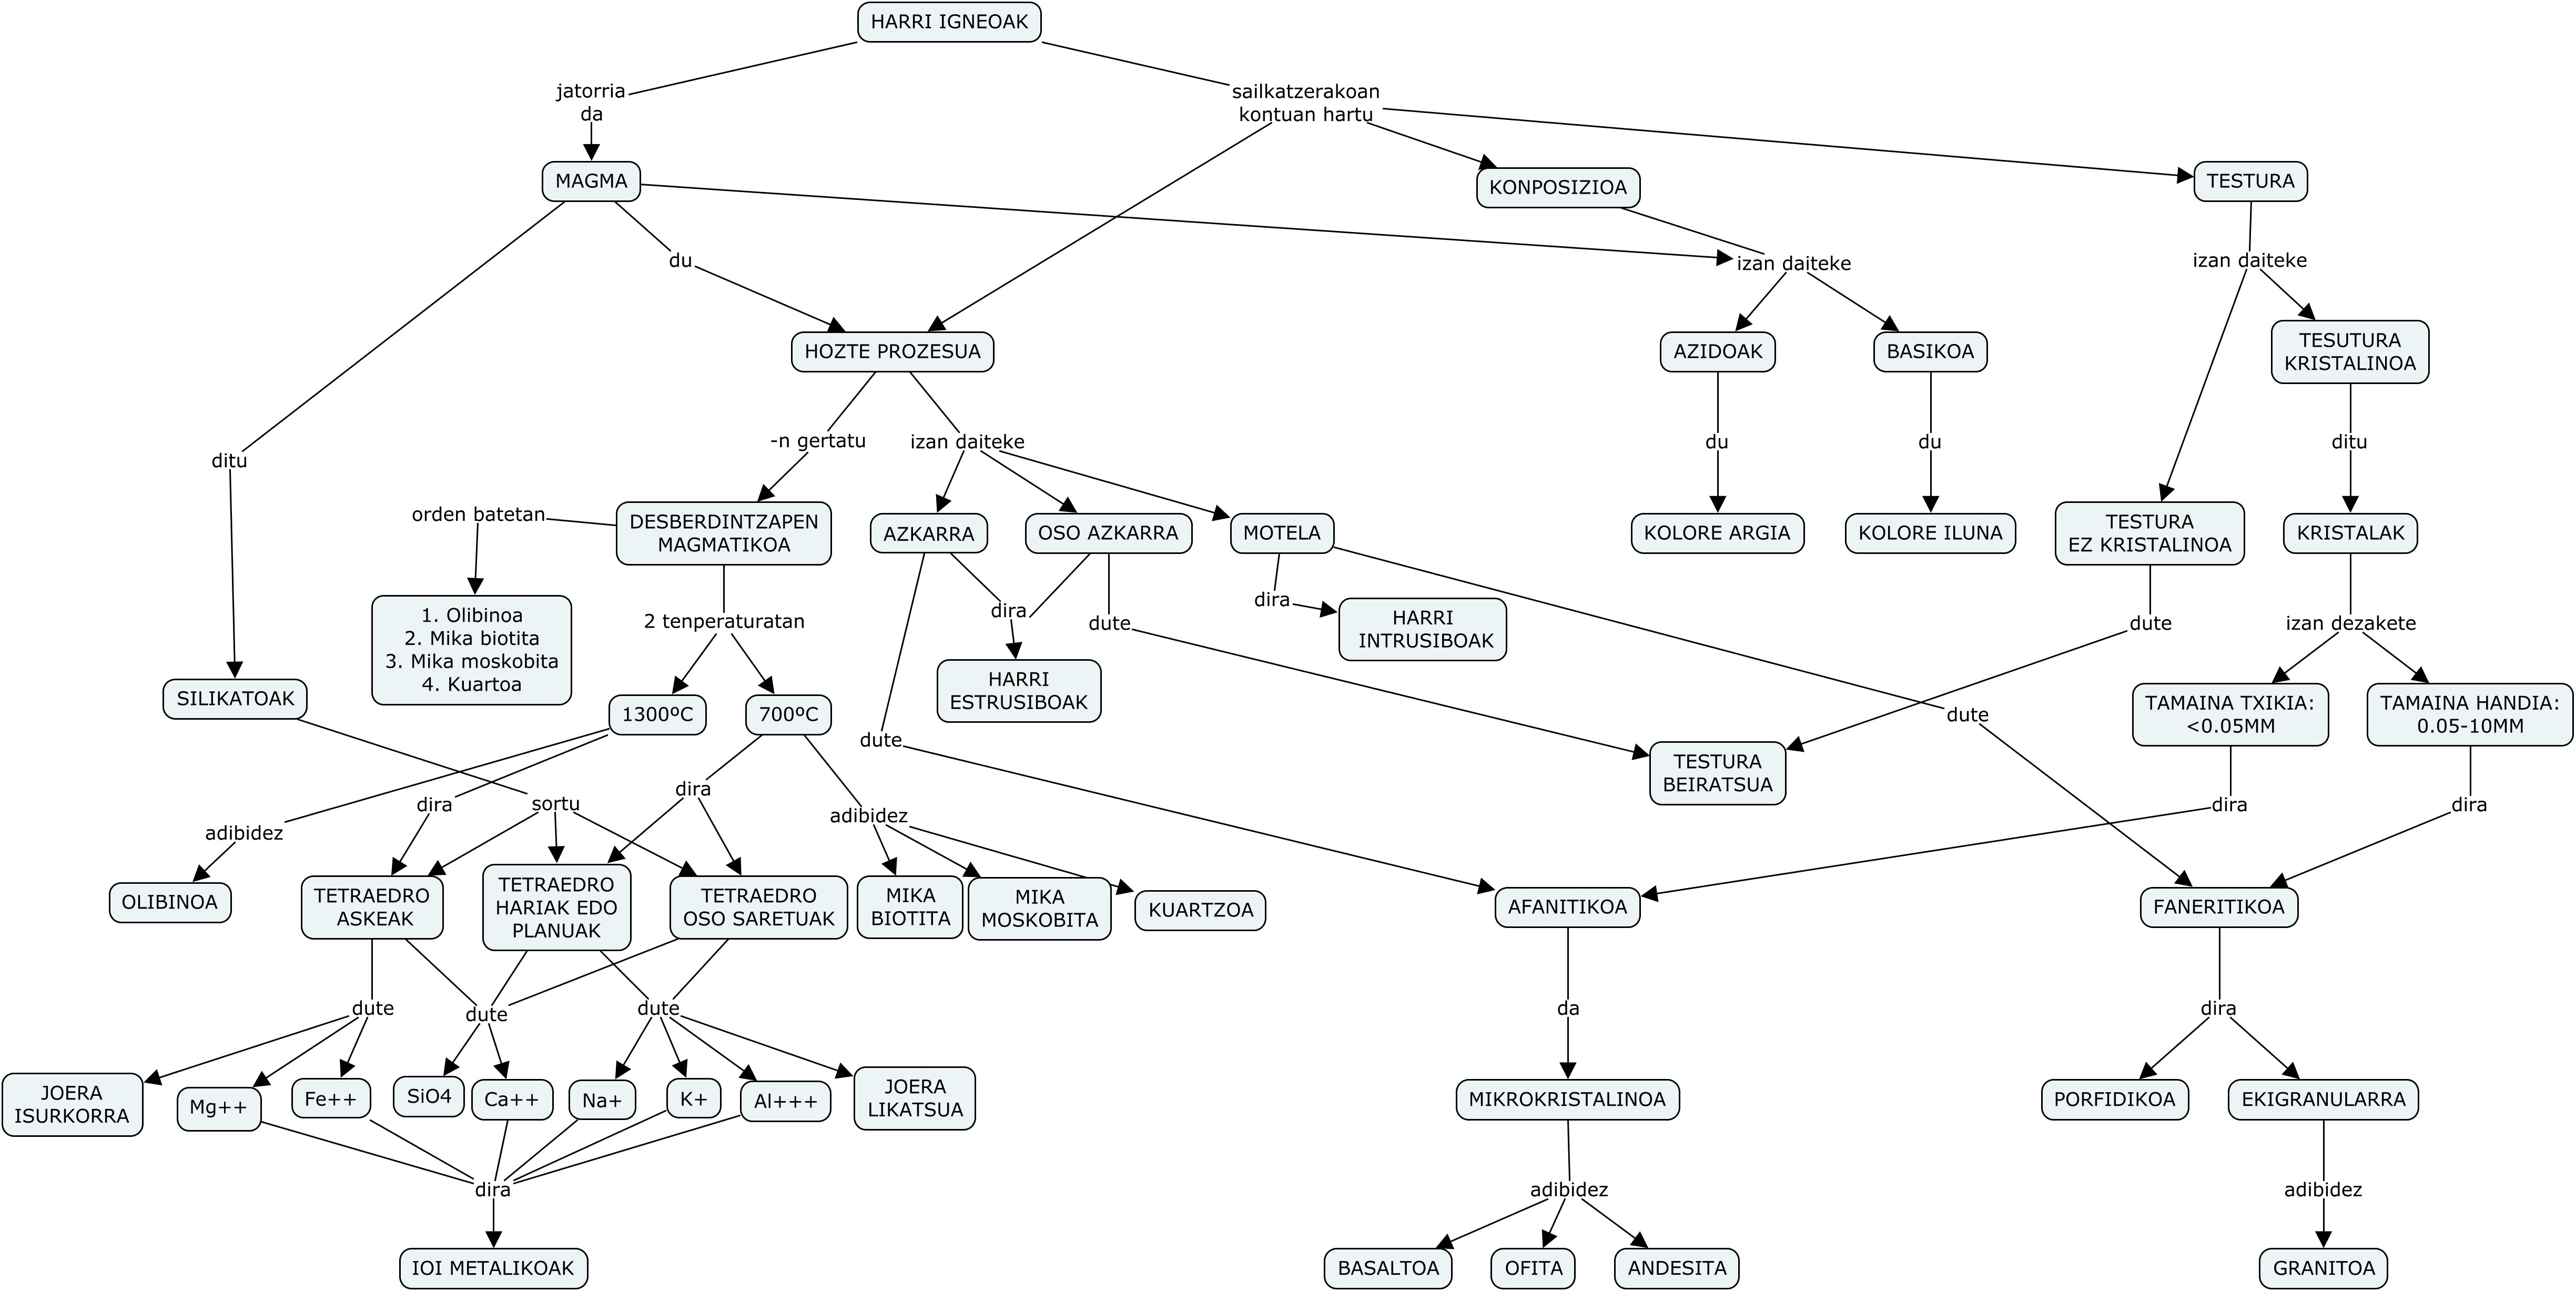 HARRI IGNEOAK
jatorria
da
sailkatzerakoan
kontuan hartu
MAGMA
KONPOSIZIOA
TESTURA
du
izan daiteke
izan daiteke
HOZTE PROZESUA
AZIDOAK
BASIKOA
TESUTURA
KRISTALINOA
ditu
-n gertatu
izan daiteke
du
du
ditu
orden batetan
DESBERDINTZAPEN
MAGMATIKOA
AZKARRA
OSO AZKARRA
MOTELA
KOLORE ARGIA
KOLORE ILUNA
TESTURA
EZ KRISTALINOA
KRISTALAK
1. Olibinoa
2. Mika biotita
3. Mika moskobita
4. Kuartoa
2 tenperaturatan
dira
dute
dira
HARRI
INTRUSIBOAK
dute
izan dezakete
SILIKATOAK
1300ºC
700ºC
HARRI
ESTRUSIBOAK
dute
dute
TAMAINA TXIKIA:
<0.05MM
TAMAINA HANDIA:
0.05-10MM
TESTURA
BEIRATSUA
adibidez
dira
sortu
dira
adibidez
dira
dira
OLIBINOA
TETRAEDRO
ASKEAK
TETRAEDRO
HARIAK EDO
PLANUAK
TETRAEDRO
OSO SARETUAK
MIKA
BIOTITA
MIKA
MOSKOBITA
KUARTZOA
AFANITIKOA
FANERITIKOA
dute
dute
dute
da
dira
JOERA
ISURKORRA
Mg++
Fe++
SiO4
Ca++
Na+
K+
Al+++
JOERA
LIKATSUA
MIKROKRISTALINOA
PORFIDIKOA
EKIGRANULARRA
dira
adibidez
adibidez
IOI METALIKOAK
BASALTOA
OFITA
ANDESITA
GRANITOA